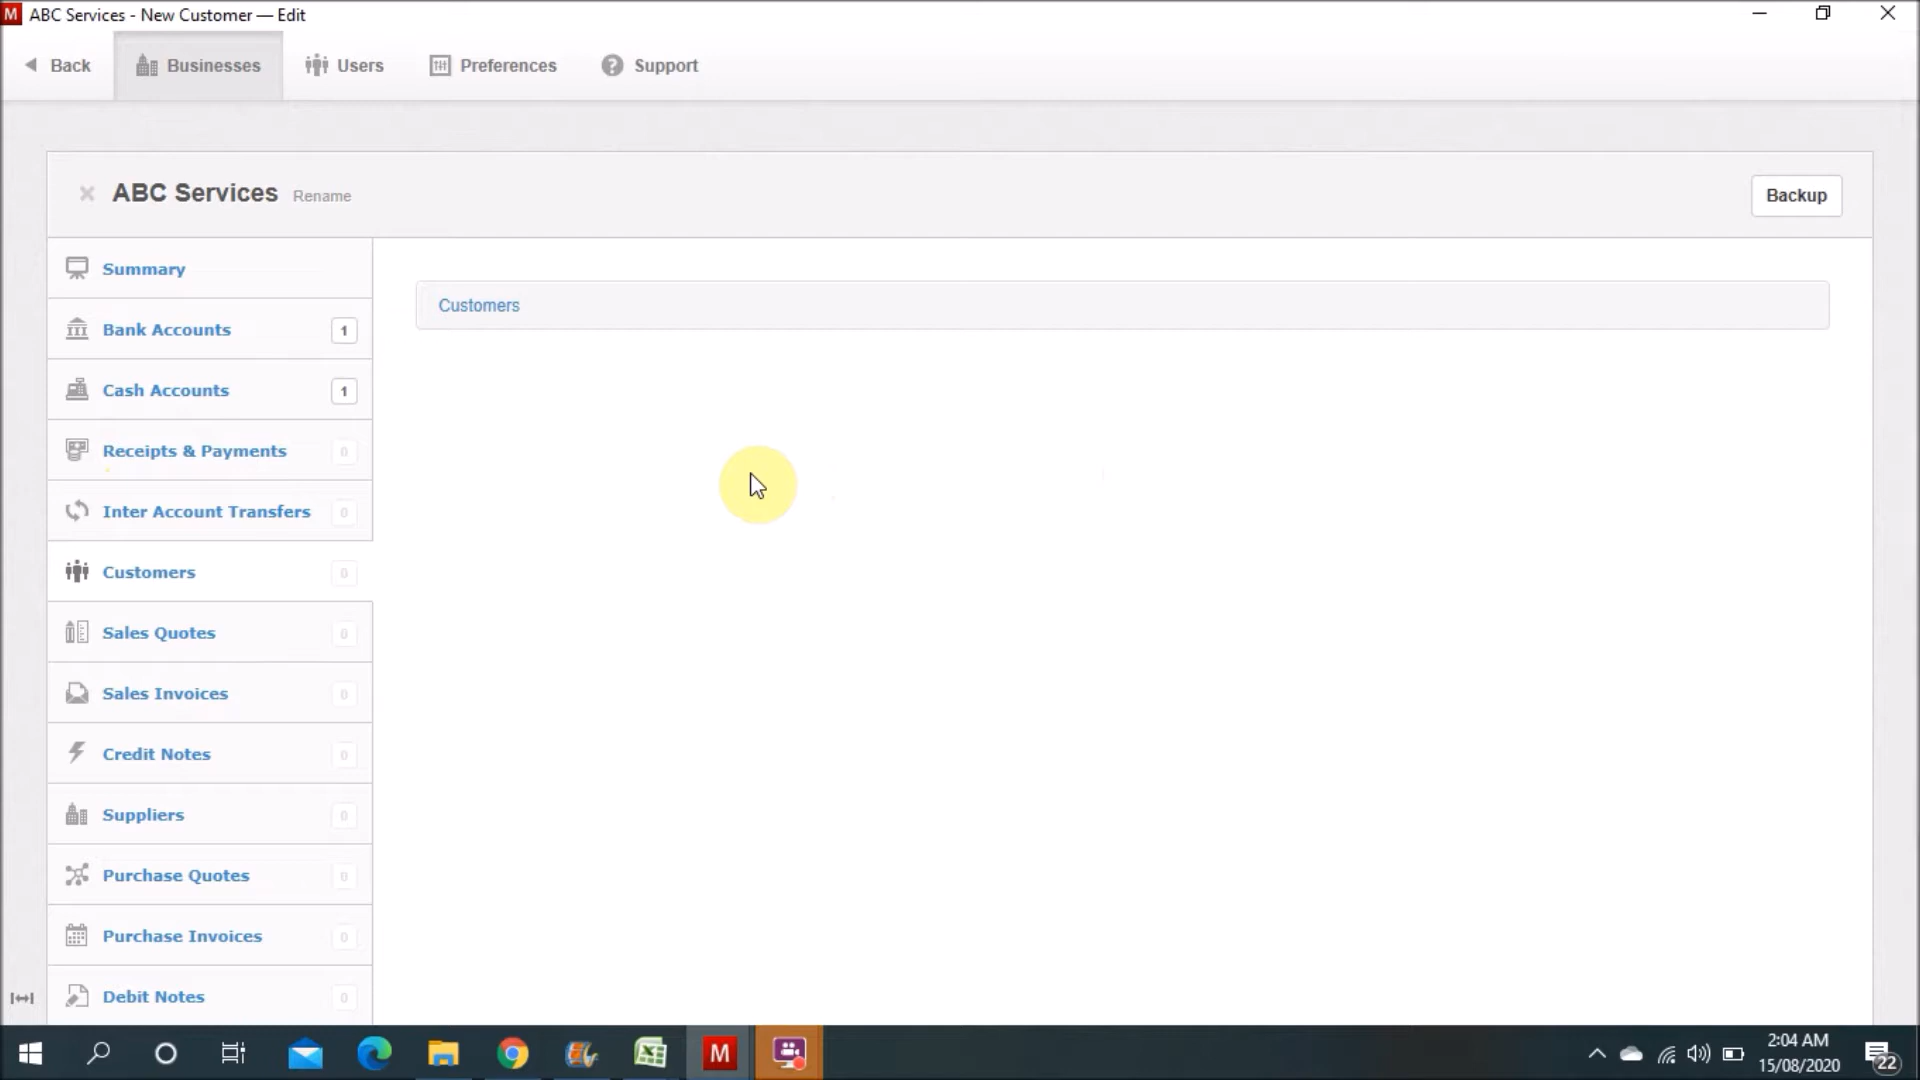 M ABC Services - New Customer — Edit
Back
Businesses
Users
Preferences
? Support
ABC Services Rename
Backup
Summary
Customers
Bank Accounts 1
Cash Accounts 1
Receipts & Payments 0
Inter Account Transfers 0
Customers 0
Sales Quotes 0
Sales Invoices 0
Credit Notes 0
Suppliers 0
Purchase Quotes 0
Purchase Invoices 0
Debit Notes 0
M
2:04 AM
15/08/2020
22